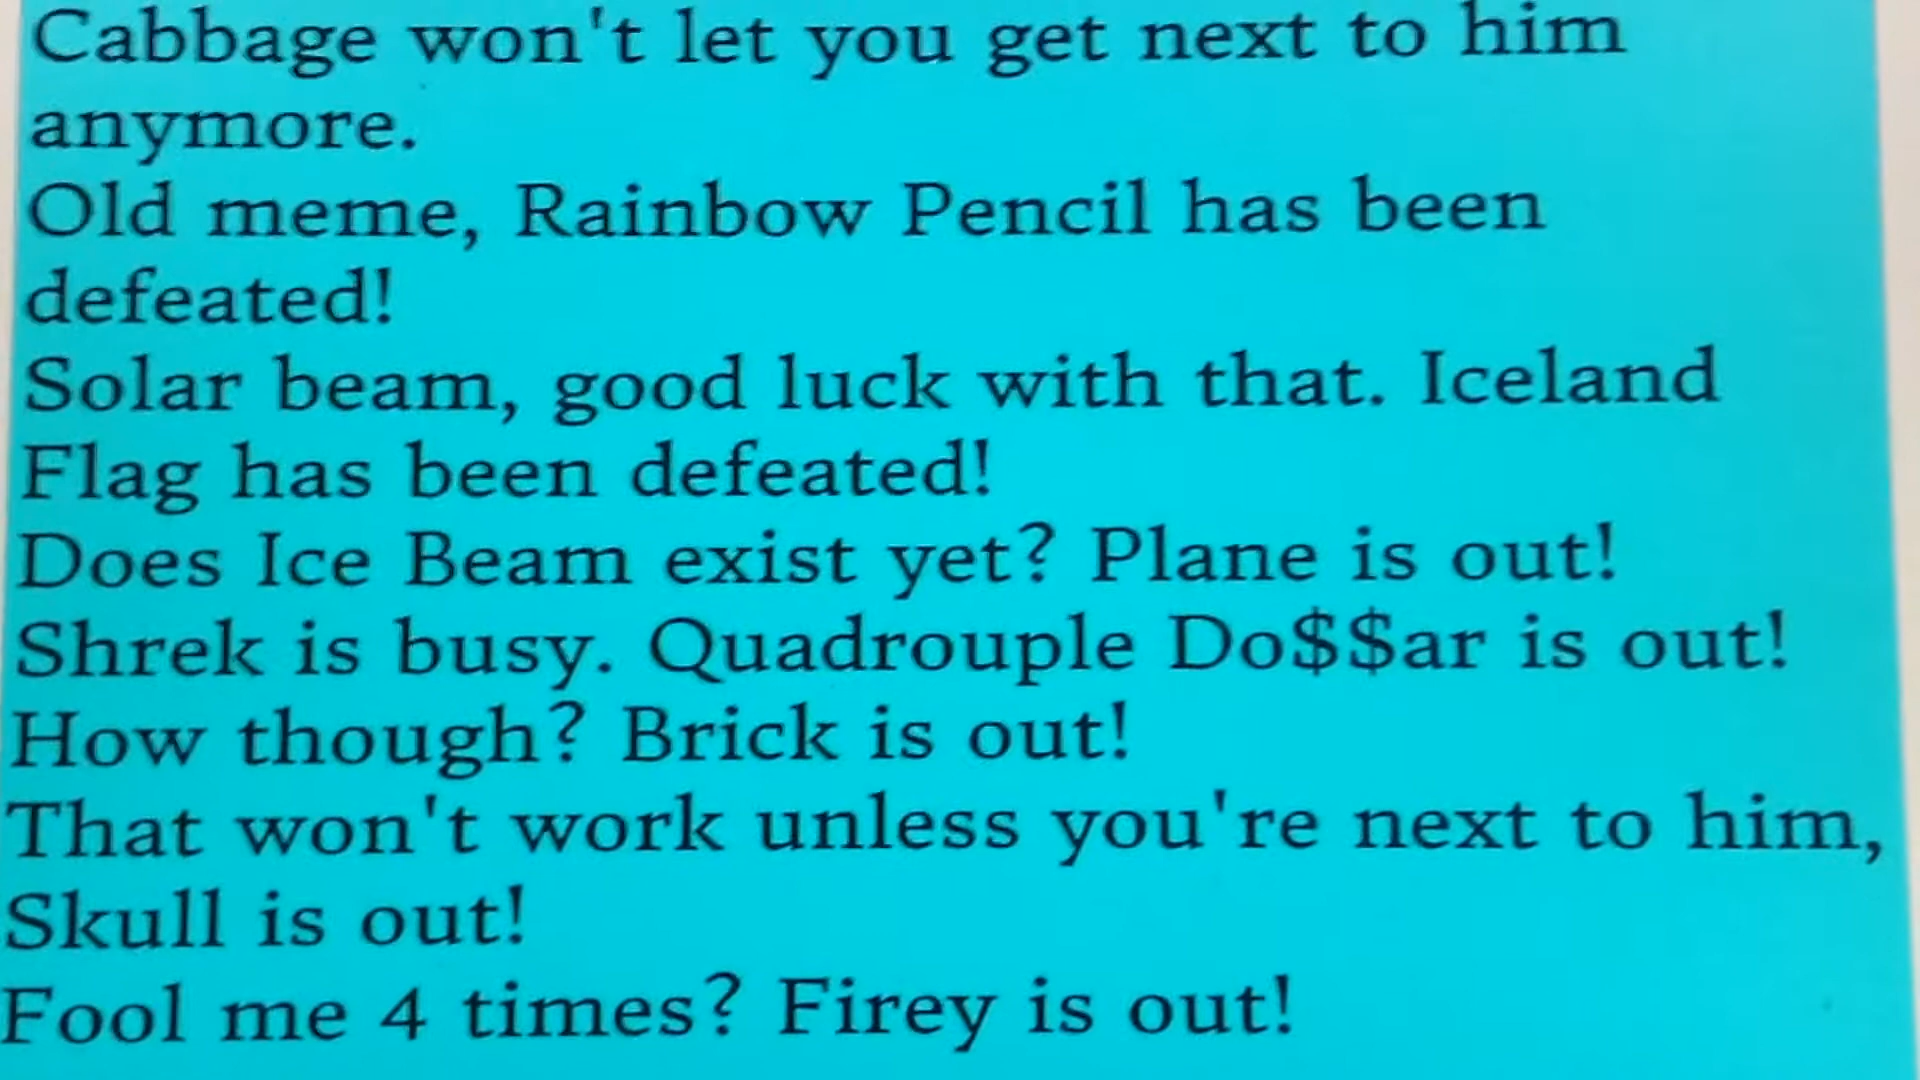 Cabbage won't let you get next to him
anymore.
Old meme, Rainbow Pencil has been
defeated!
Solar beam, good luck with that. Iceland
Flag has been defeated!
Does Ice Beam exist yet? Plane is out!
Shrek is busy. Quadrouple Do$$ar is out!
How though? Brick is out!
That won't work unless you're next to him,
Skull is out!
Fool me 4 times? Firey is out!